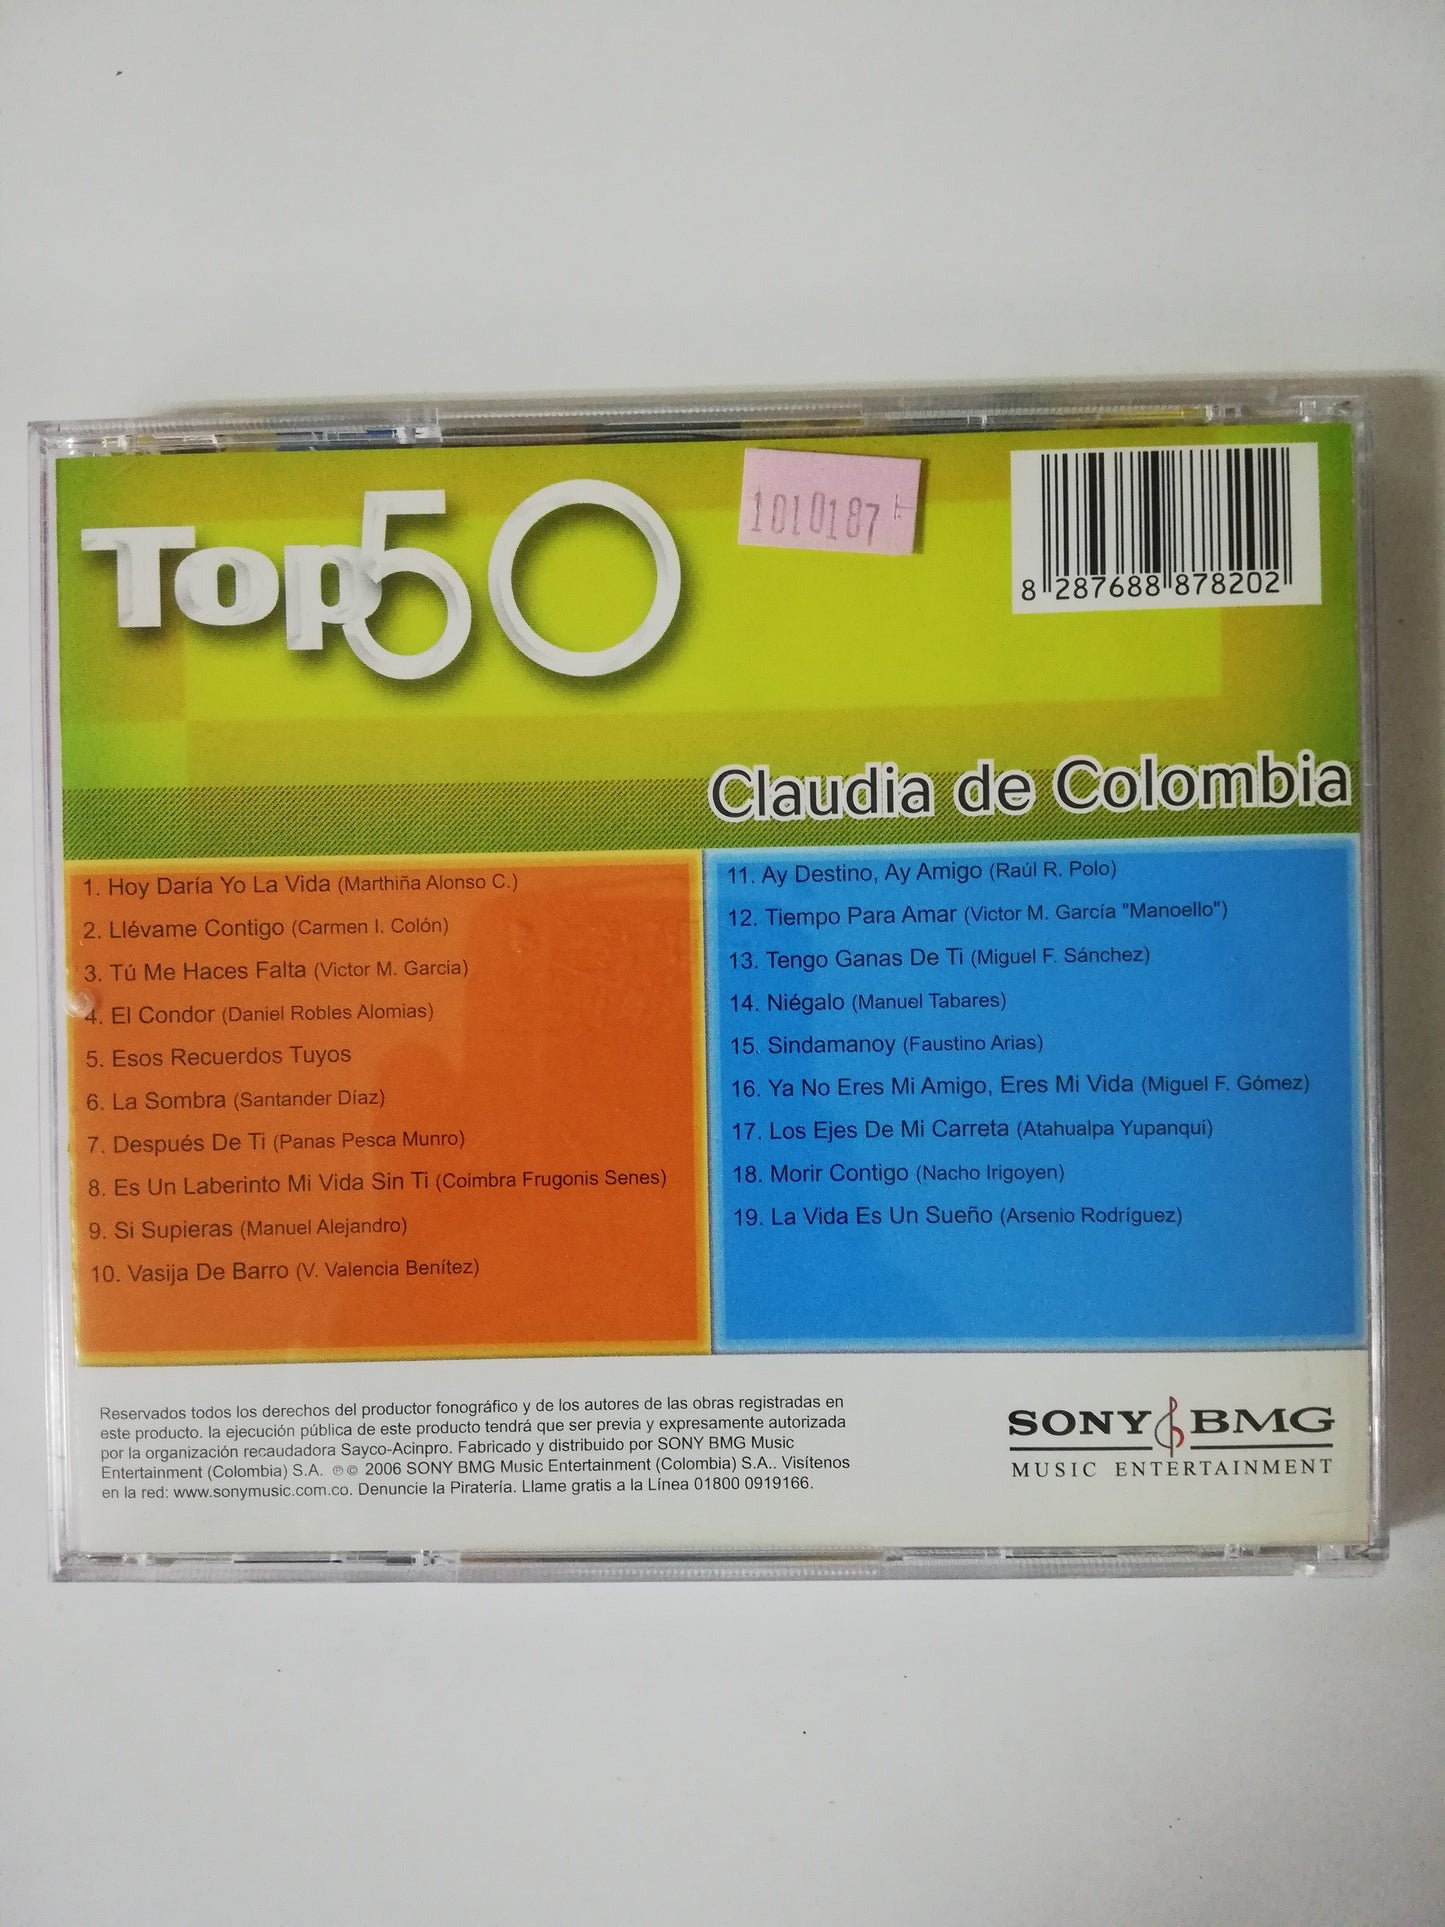 Top 50
1010187
8 287688 878202
Claudia de Colombia
1. Hoy Daría Yo La Vida (Marthiña Alonso C.)
2. Llévame Contigo (Carmen I. Colón)
3. Tú Me Haces Falta (Victor M. Garcia)
4. El Condor (Daniel Robles Alomias)
5. Esos Recuerdos Tuyos
6. La Sombra (Santander Díaz)
7. Después De Ti (Panas Pesca Munro)
8. Es Un Laberinto Mi Vida Sin Ti (Coimbra Frugonis Senes)
9. Si Supieras (Manuel Alejandro)
10. Vasija De Barro (V. Valencia Benítez)
11. Ay Destino, Ay Amigo (Raúl R. Polo)
12. Tiempo Para Amar (Victor M. García "Manoello")
13. Tengo Ganas De Ti (Miguel F. Sánchez)
14. Niégalo (Manuel Tabares)
15. Sindamanoy (Faustino Arias)
16. Ya No Eres Mi Amigo, Eres Mi Vida (Miguel F. Gómez)
17. Los Ejes De Mi Carreta (Atahualpa Yupanqui)
18. Morir Contigo (Nacho Irigoyen)
19. La Vida Es Un Sueño (Arsenio Rodríguez)
Reservados todos los derechos del productor fonográfico y de los autores de las obras registradas en
este producto. la ejecución pública de este producto tendrá que ser previa y expresamente autorizada
por la organización recaudadora Sayco-Acinpro. Fabricado y distribuido por SONY BMG Music
Entertainment (Colombia) S.A. ℗© 2006 SONY BMG Music Entertainment (Colombia) S.A.. Visítenos
en la red: www.sonymusic.com.co. Denuncie la Piratería. Llame gratis a la Línea 01800 0919166.
SONY BMG
MUSIC ENTERTAINMENT